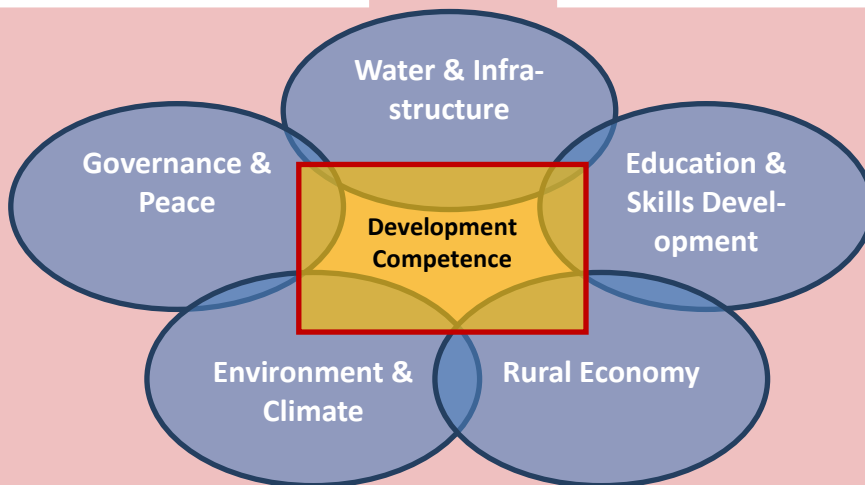 Water & Infra-
structure
Governance &
Peace
Education &
Skills Devel-
opment
Development
Competence
Environment &
Climate
Rural Economy